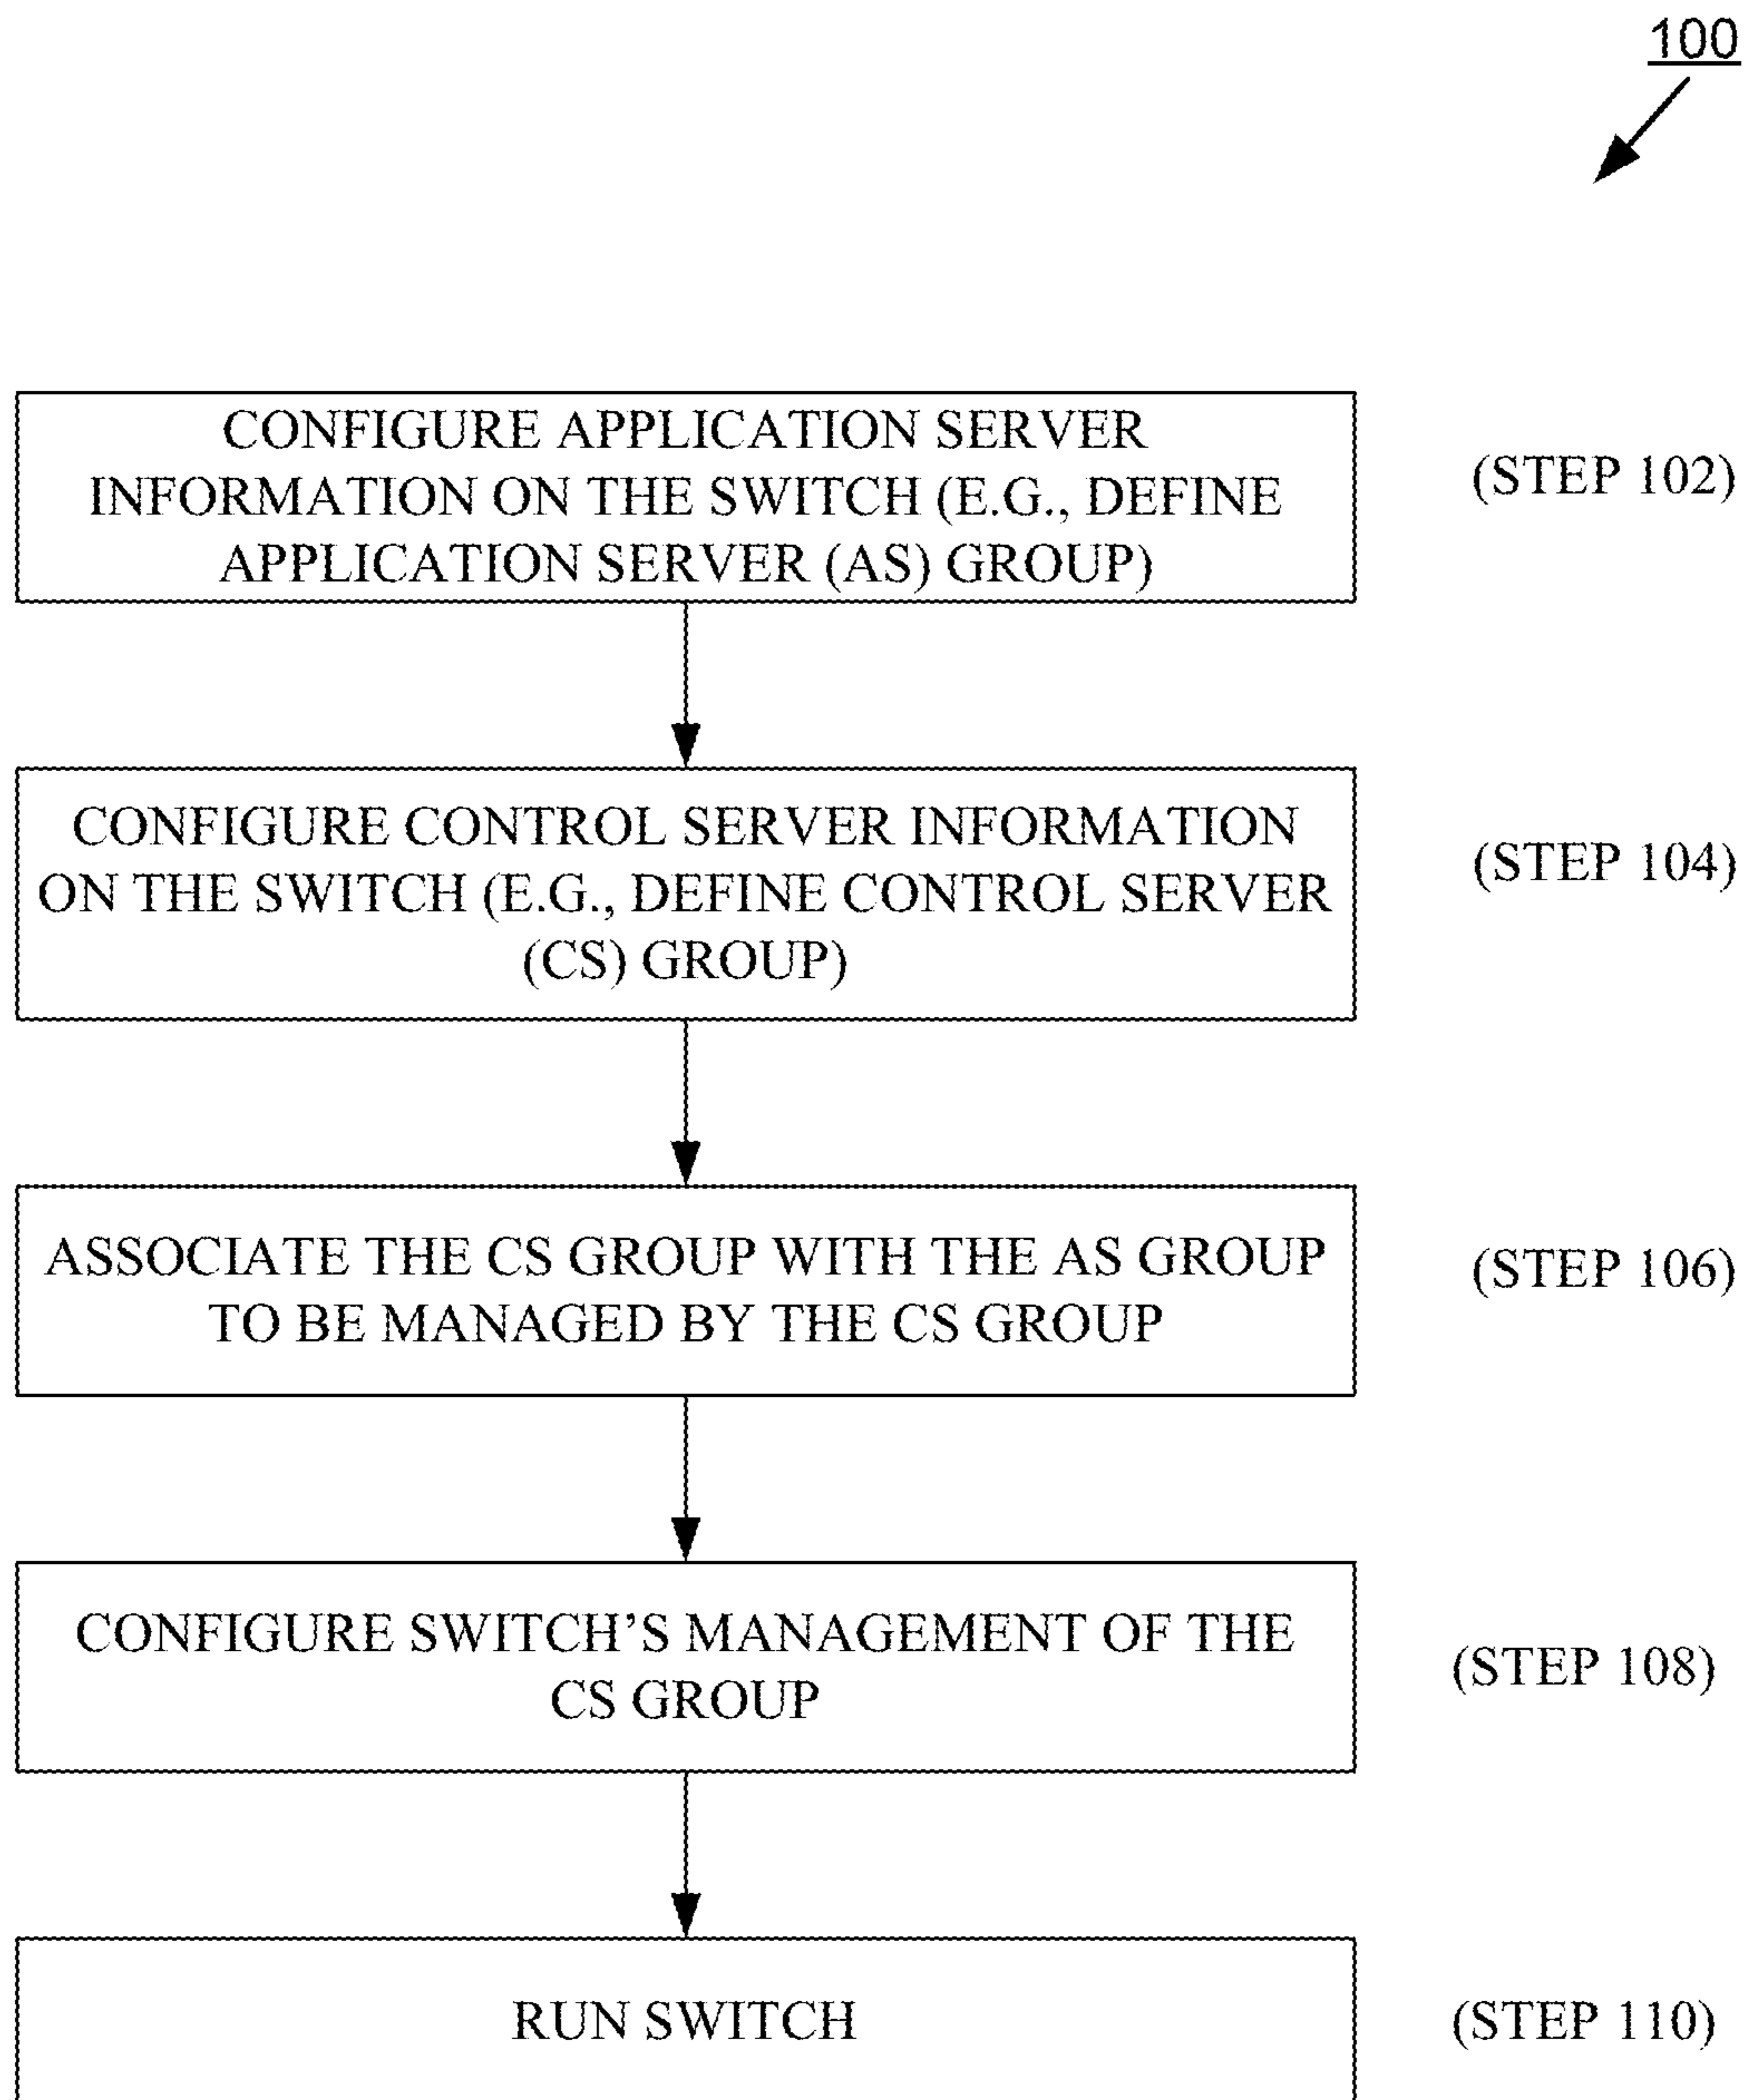 100
CONFIGURE APPLICATION SERVER
INFORMATION ON THE SWITCH (E.G., DEFINE
APPLICATION SERVER (AS) GROUP)
(STEP 102)
CONFIGURE CONTROL SERVER INFORMATION
ON THE SWITCH (E.G., DEFINE CONTROL SERVER
(CS) GROUP)
(STEP 104)
ASSOCIATE THE CS GROUP WITH THE AS GROUP
TO BE MANAGED BY THE CS GROUP
(STEP 106)
CONFIGURE SWITCH’S MANAGEMENT OF THE
CS GROUP
(STEP 108)
RUN SWITCH
(STEP 110)